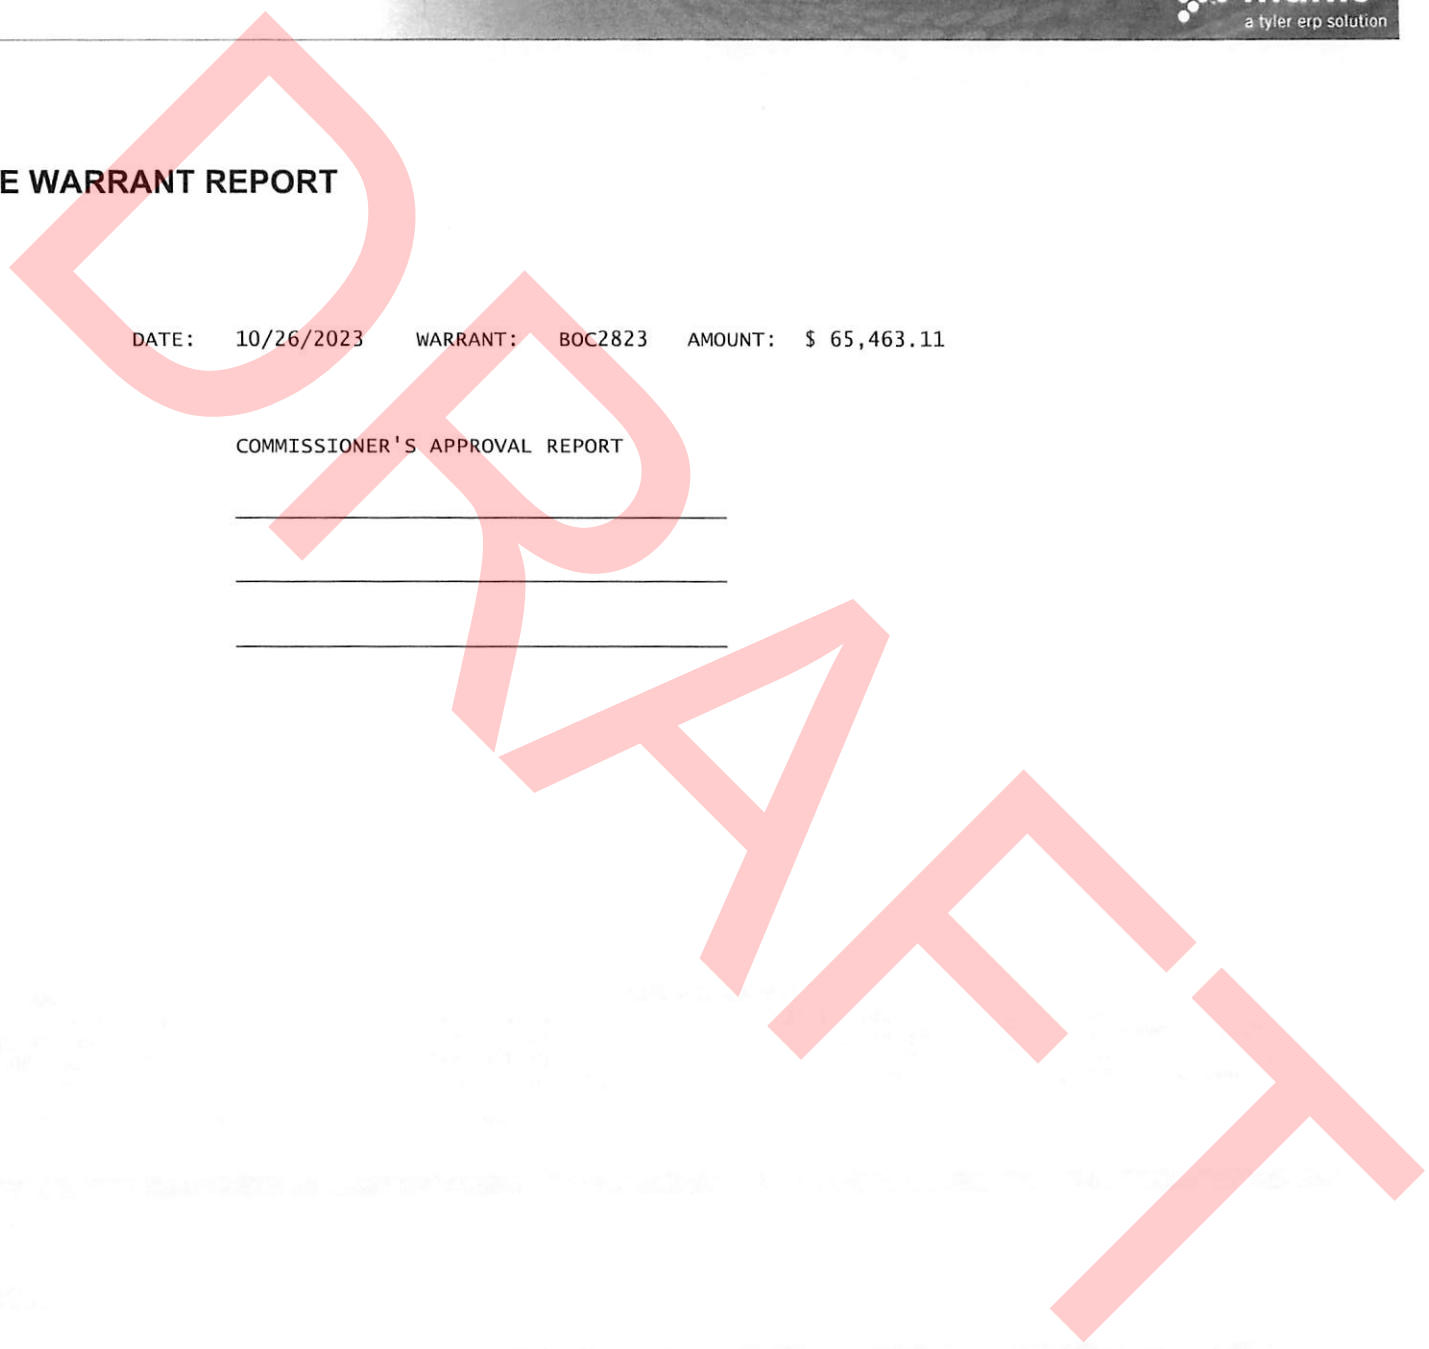 a tyler erp solution
E WARRANT REPORT
DATE: 10/26/2023 WARRANT: BOC2823 AMOUNT: $ 65,463.11
COMMISSIONER'S APPROVAL REPORT
DRAFT